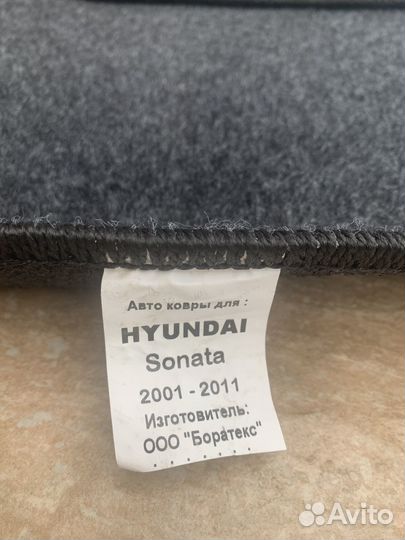 Авто ковры для :
HYUNDAI
Sonata
2001 - 2011
Изготовитель:
ООО "Боратекс"
Avito